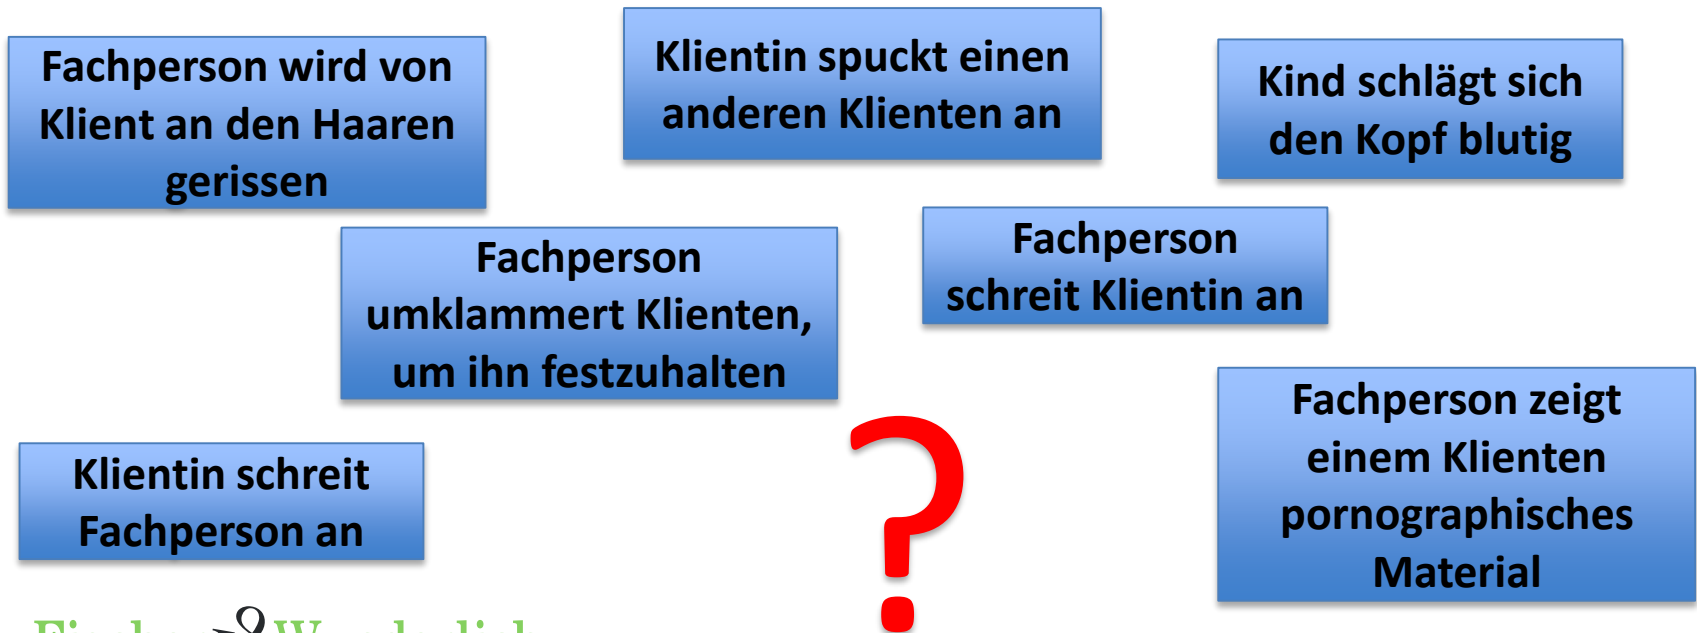 Fachperson wird von
Klient an den Haaren
gerissen
Klientin spuckt einen
anderen Klienten an
Kind schlägt sich
den Kopf blutig
Fachperson
umklammert Klienten,
um ihn festzuhalten
Fachperson
schreit Klientin an
Klientin schreit
Fachperson an
?
Fachperson zeigt
einem Klienten
pornographisches
Material